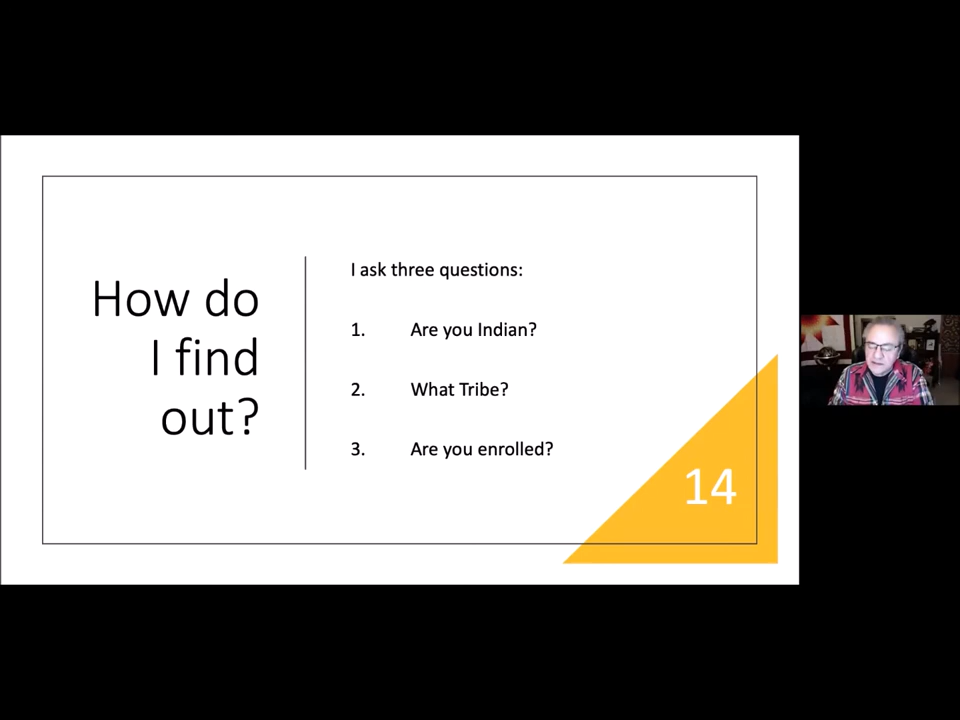 How do
I find
out?
I ask three questions:
1. Are you Indian?
2. What Tribe?
3. Are you enrolled?
14